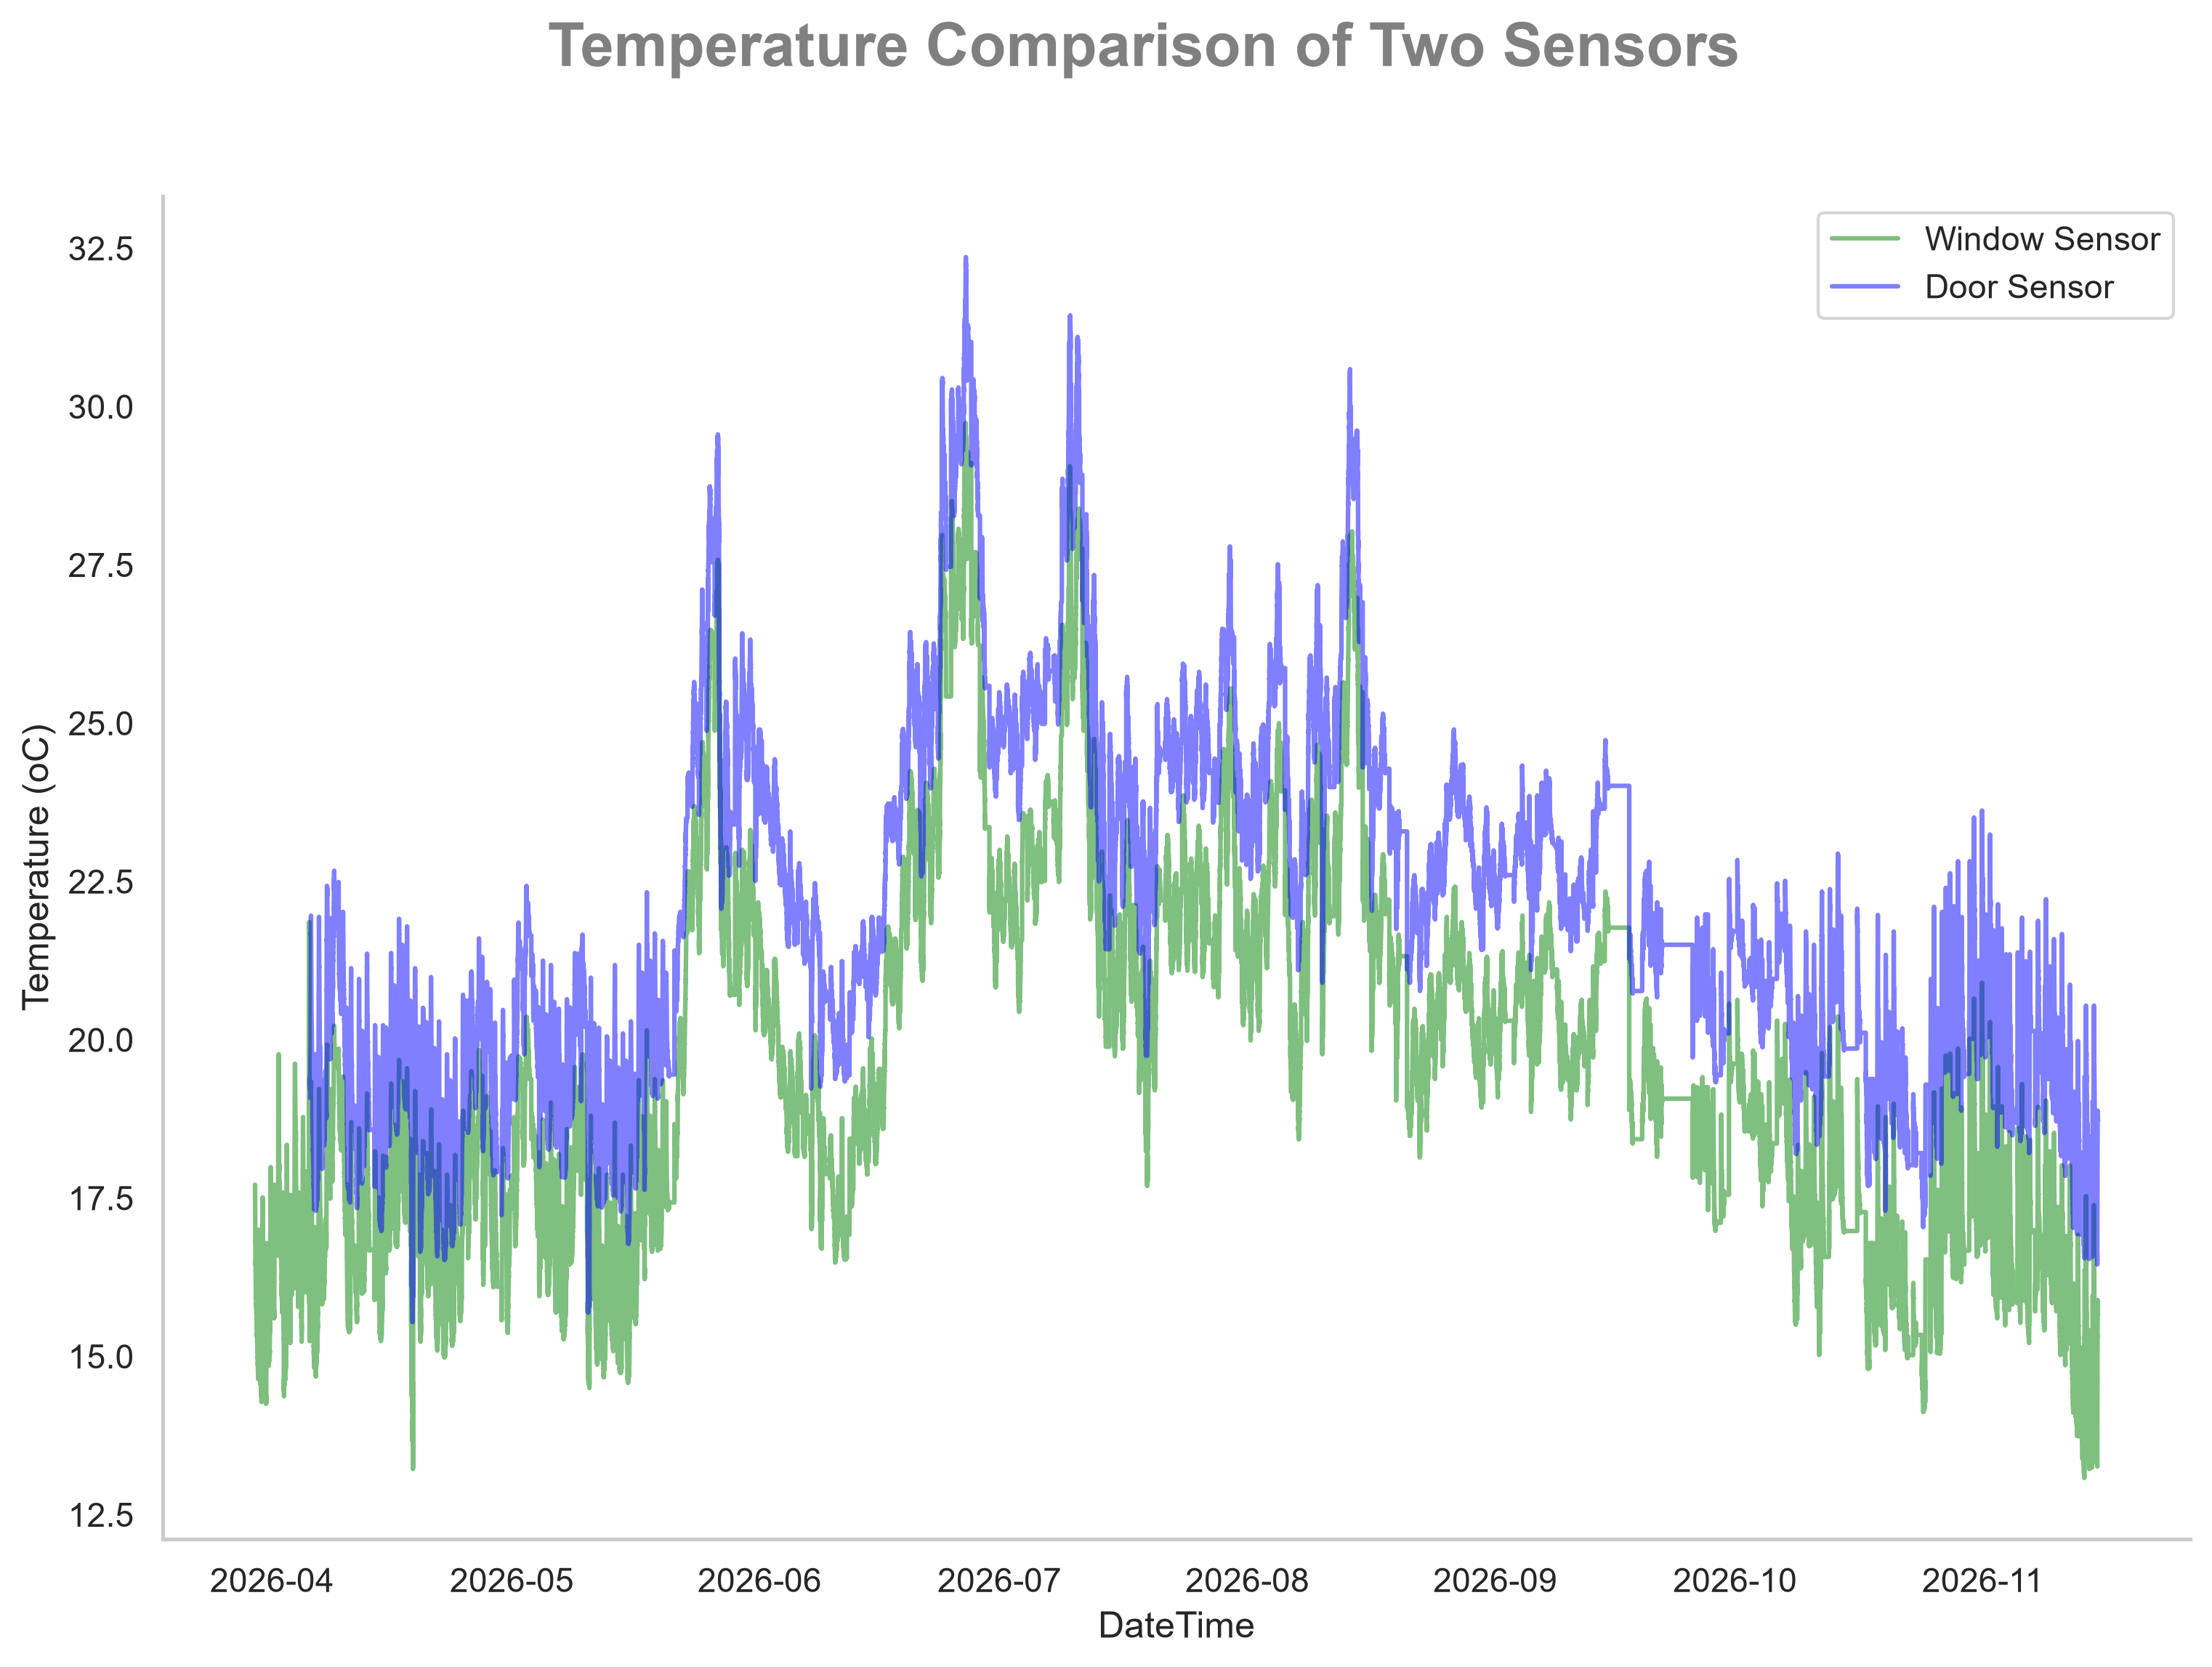 Temperature Comparison of Two Sensors
Window Sensor
Door Sensor
32.5
30.0
27.5
25.0
22.5
20.0
17.5
15.0
12.5
Temperature (oC)
2026-04 2026-05 2026-06 2026-07 2026-08 2026-09 2026-10 2026-11
DateTime